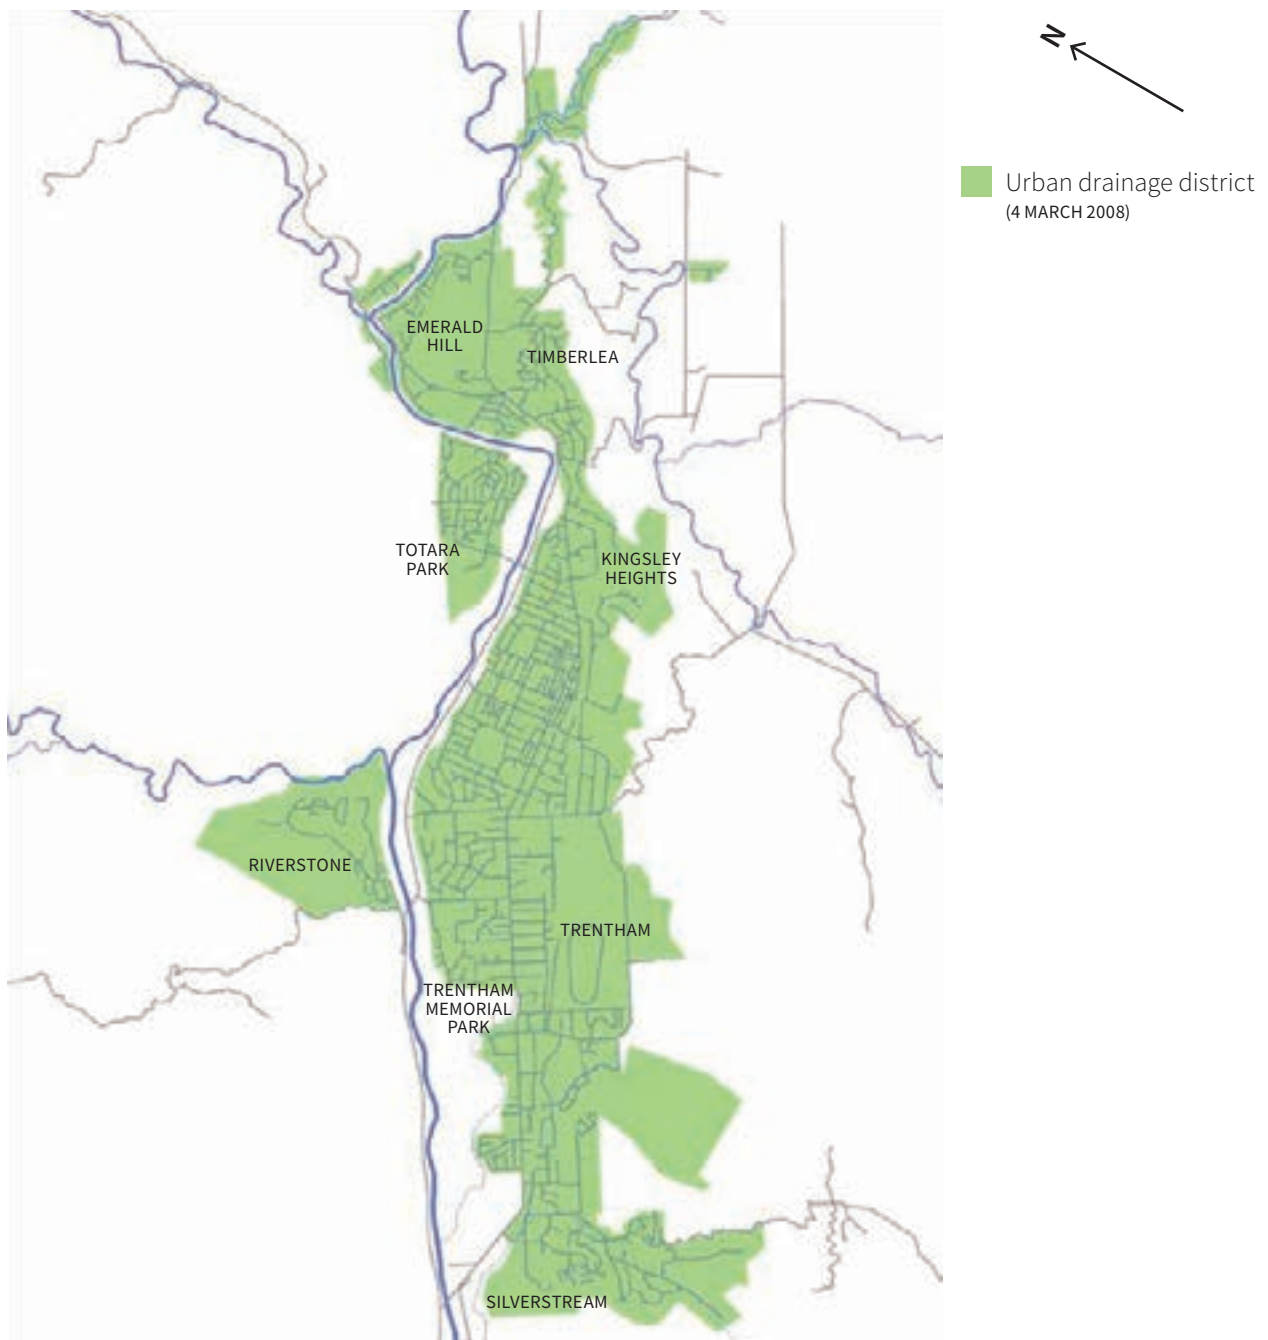 N
Urban drainage district
(4 MARCH 2008)
EMERALD
HILL
TIMBERLEA
TOTARA
PARK
KINGSLEY
HEIGHTS
RIVERSTONE
TRENTHAM
TRENTHAM
MEMORIAL
PARK
SILVERSTREAM